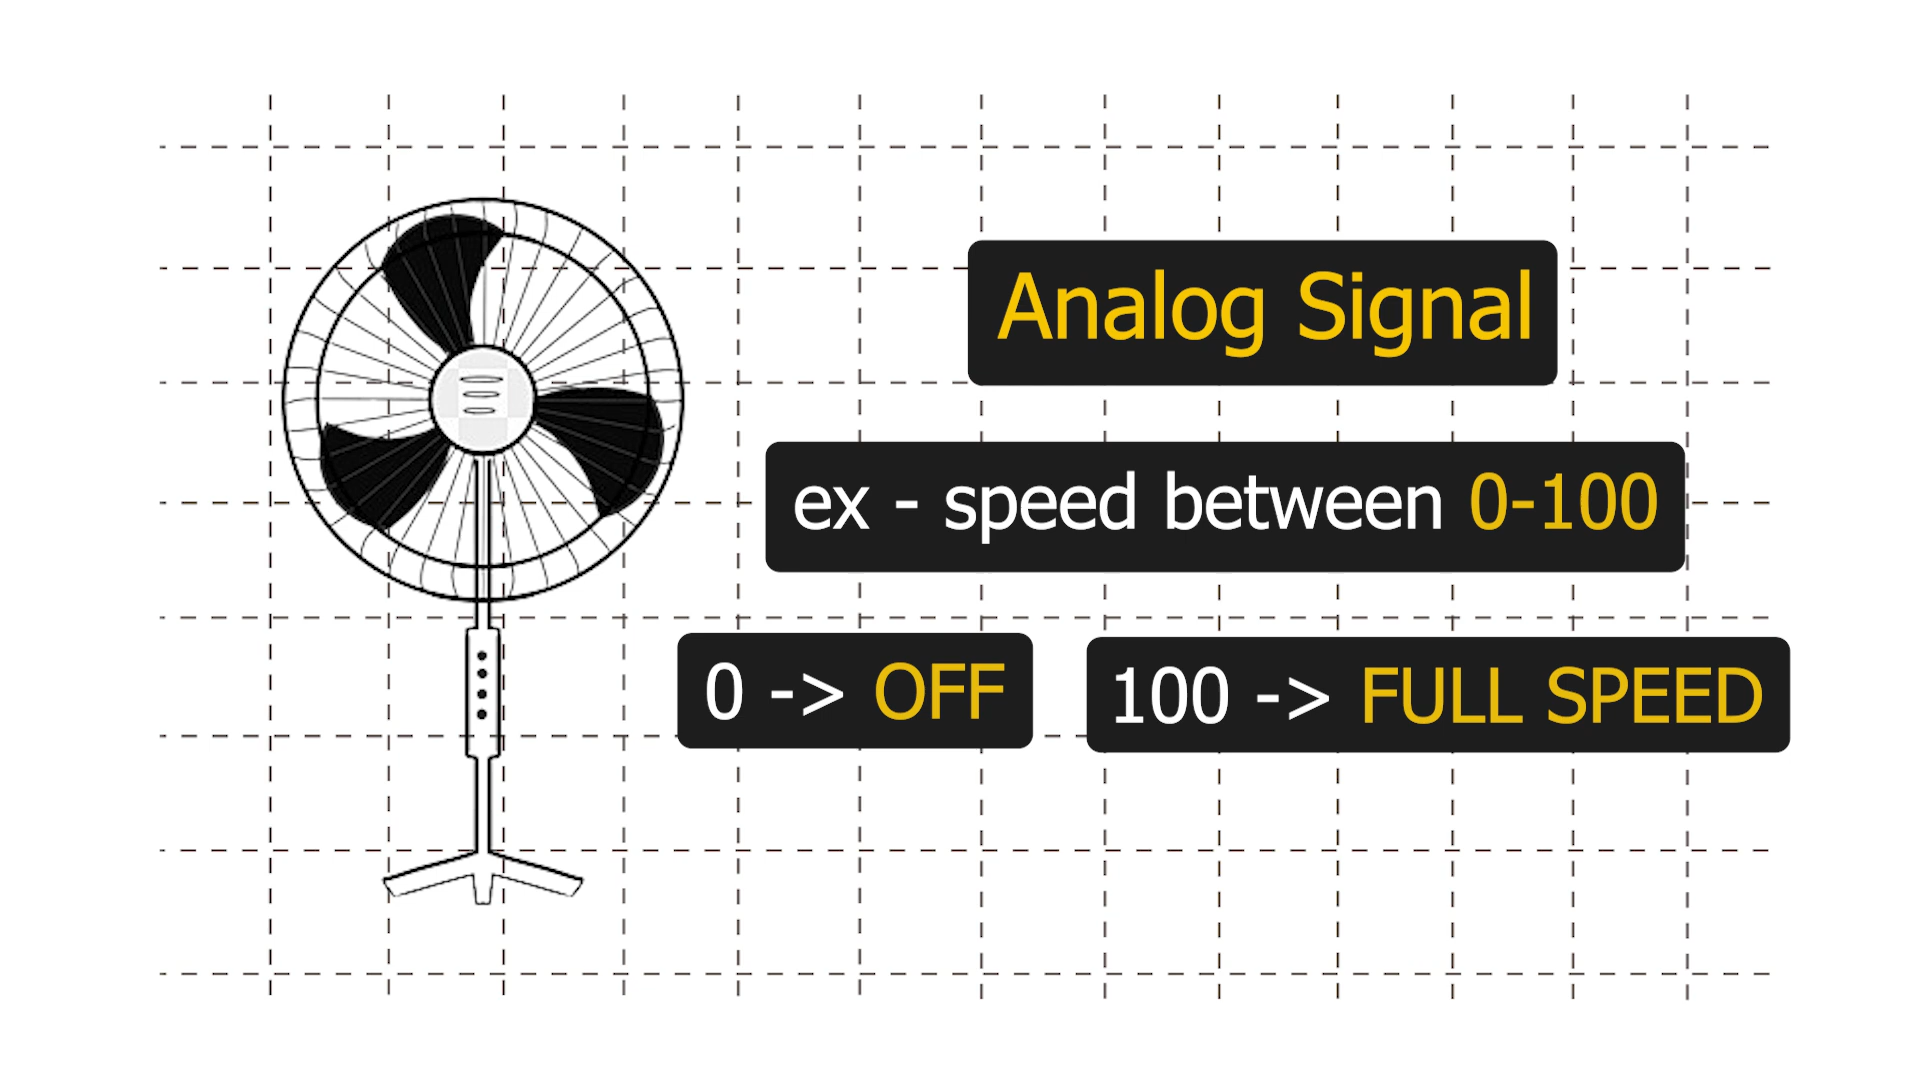 Analog Signal
ex - speed between 0-100
0 -> OFF
100 -> FULL SPEED